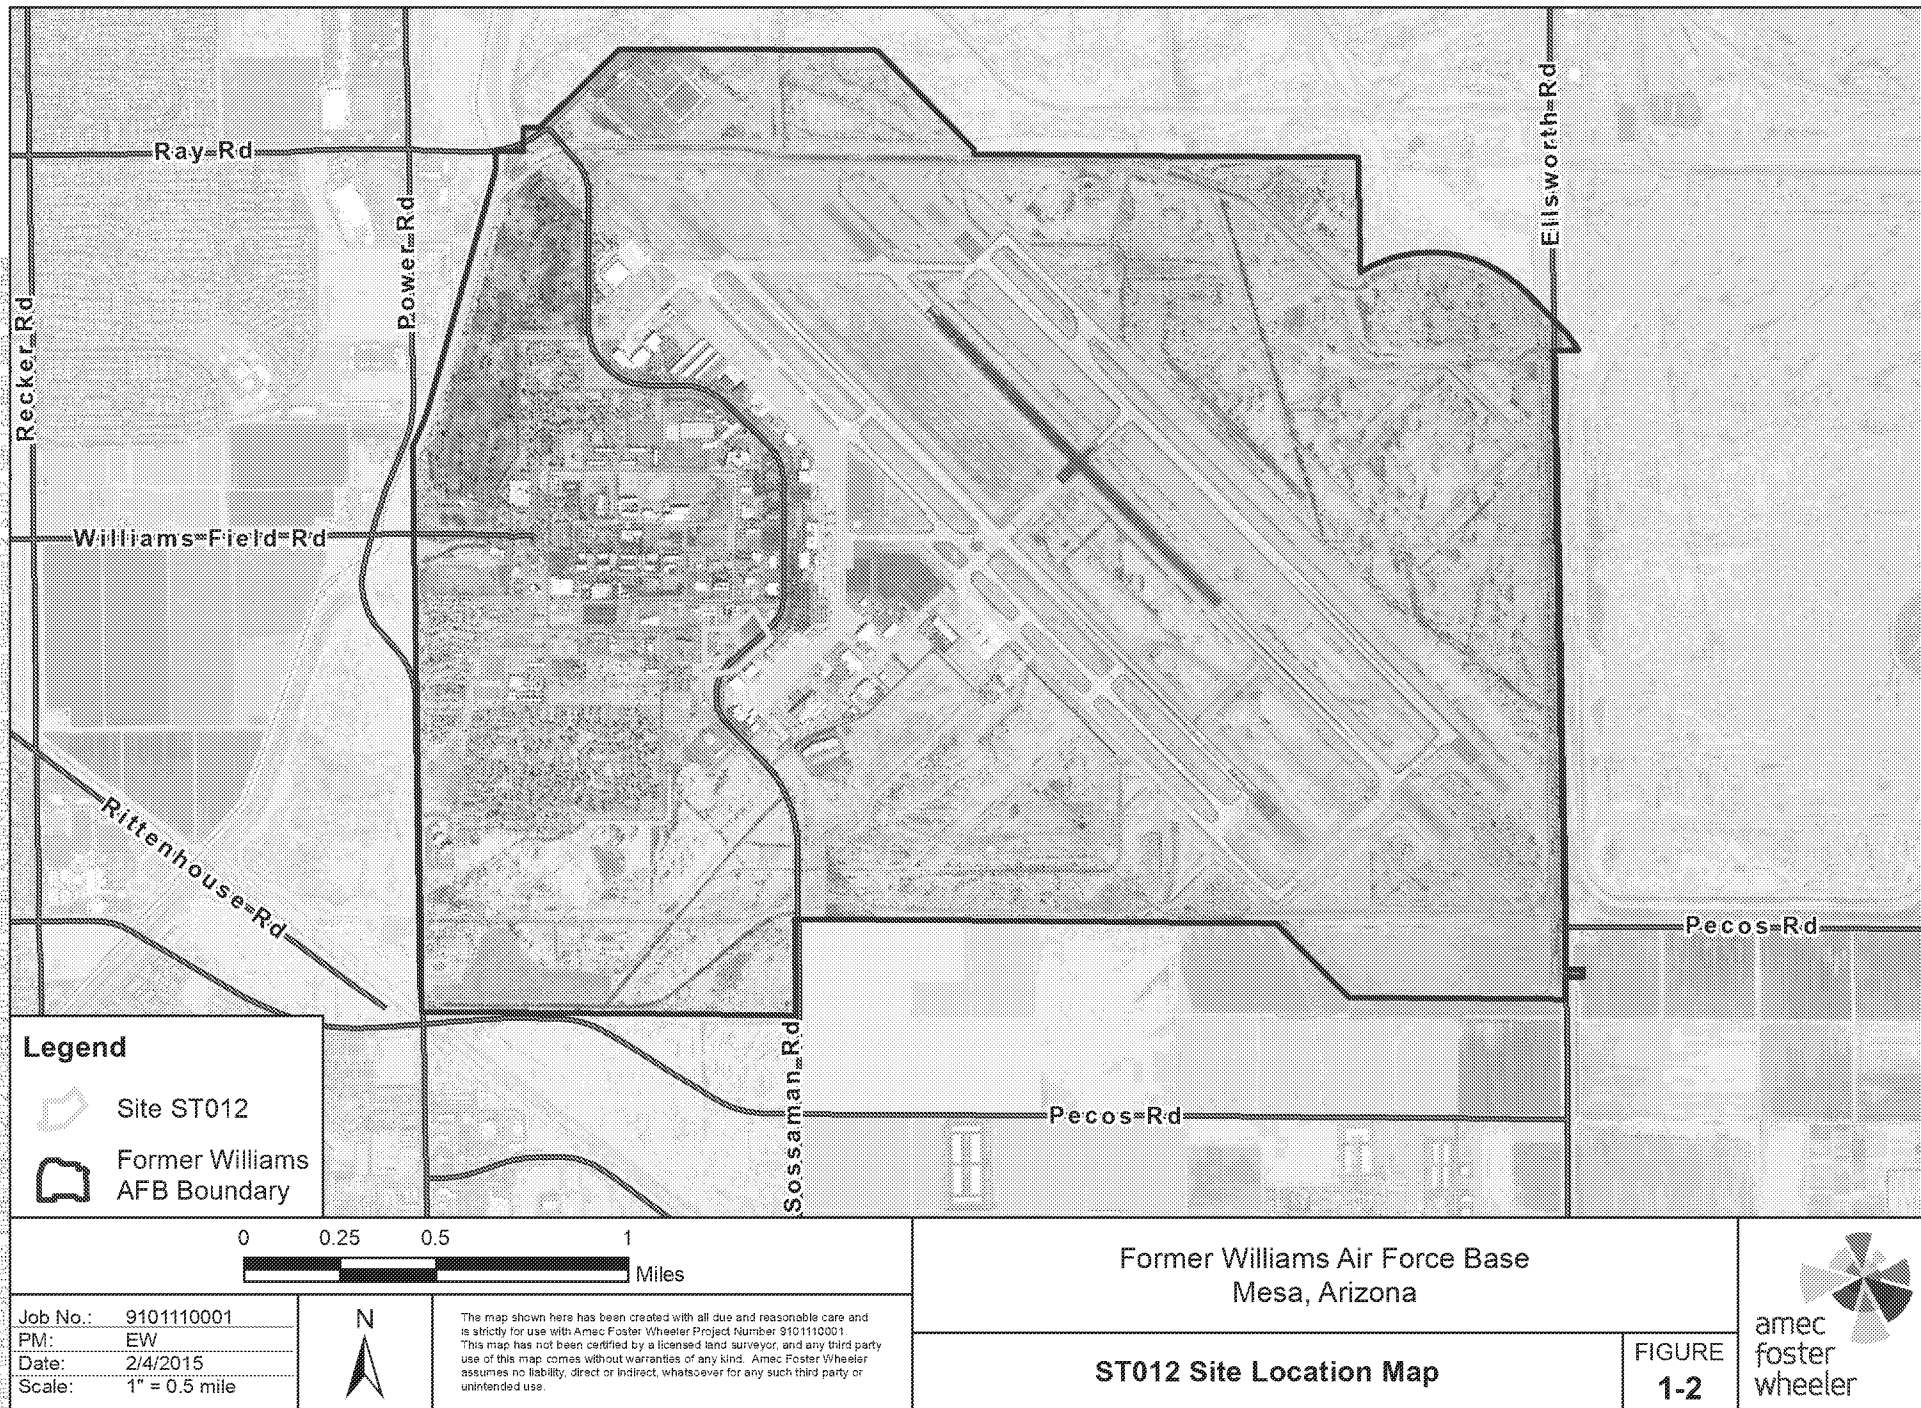 Ray Rd
Power Rd
Ellsworth Rd
Recker Rd
Williams Field Rd
Rittenhouse Rd
Pecos Rd
Sossaman Rd
Pecos Rd
Legend
Site ST012
Former Williams
AFB Boundary
0 0.25 0.5 1
Miles
Job No.: 9101110001
PM: EW
Date: 2/4/2015
Scale: 1" = 0.5 mile
N
The map shown here has been created with all due and reasonable care and
is strictly for use with Amec Foster Wheeler Project Number 9101110001.
This map has not been certified by a licensed land surveyor, and any third party
use of this map comes without warranties of any kind. Amec Foster Wheeler
assumes no liability, direct or indirect, whatsoever for any such third party or
unintended use.
Former Williams Air Force Base
Mesa, Arizona
ST012 Site Location Map
FIGURE
1-2
amec
foster
wheeler